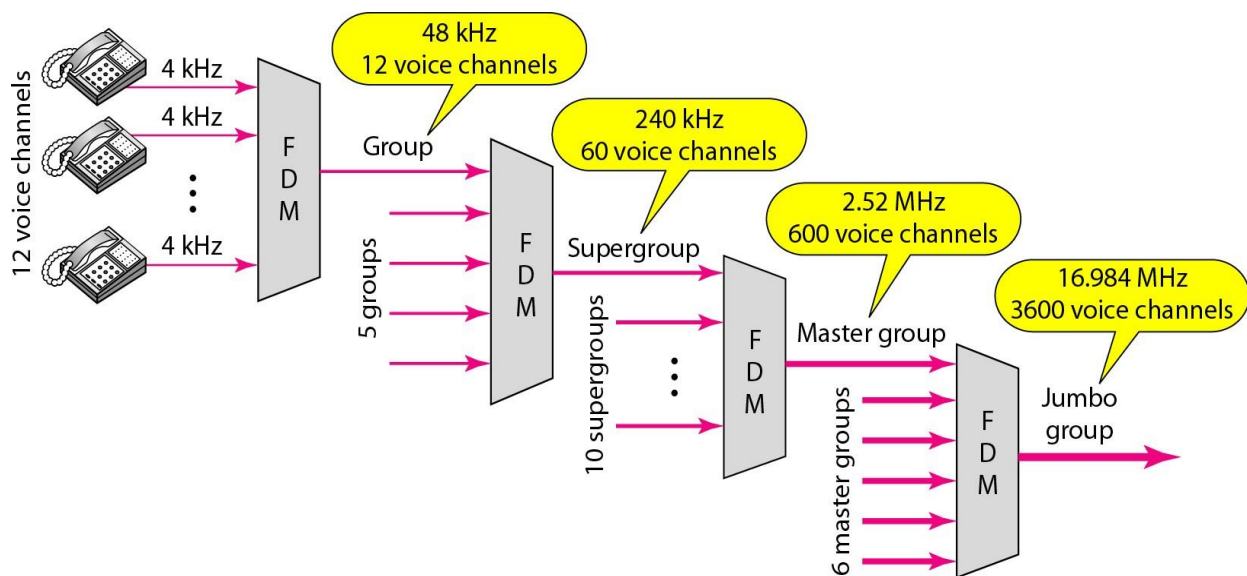 12 voice channels
4 kHz
4 kHz
4 kHz
F
D
M
48 kHz
12 voice channels
Group
5 groups
F
D
M
240 kHz
60 voice channels
Supergroup
10 supergroups
F
D
M
2.52 MHz
600 voice channels
Master group
6 master groups
F
D
M
16.984 MHz
3600 voice channels
Jumbo
group